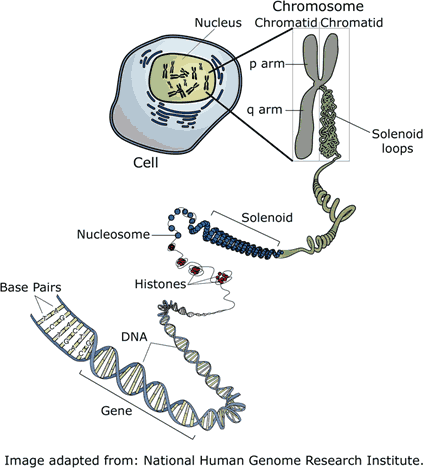 Chromosome
Nucleus
Chromatid Chromatid
p arm
q arm
Solenoid
loops
Cell
Solenoid
Nucleosome
Histones
Base Pairs
DNA
Gene
Image adapted from: National Human Genome Research Institute.